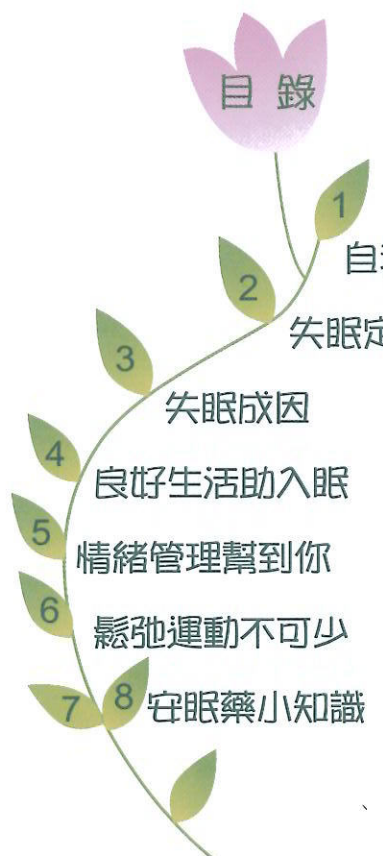 目錄
1
自
2
失眠
3
失眠成因
4
良好生活助入眠
5
情緒管理幫到你
6
鬆弛運動不可少
7 8 安眠藥小知識